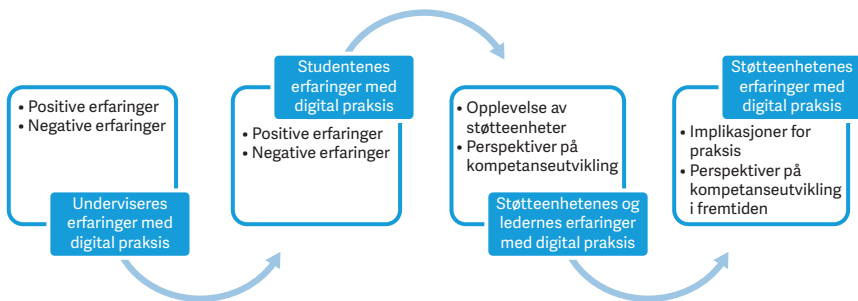 • Positive erfaringer
• Negative erfaringer
Underviseres
erfaringer med
digital praksis
Studentenes
erfaringer med
digital praksis
• Positive erfaringer
• Negative erfaringer
• Opplevelse av
støtteenheter
• Perspektiver på
kompetanseutvikling
Støtteenhetenes og
ledernes erfaringer
med digital praksis
Støtteenhetenes
erfaringer med
digital praksis
• Implikasjoner for
praksis
• Perspektiver på
kompetanseutvikling
i fremtiden